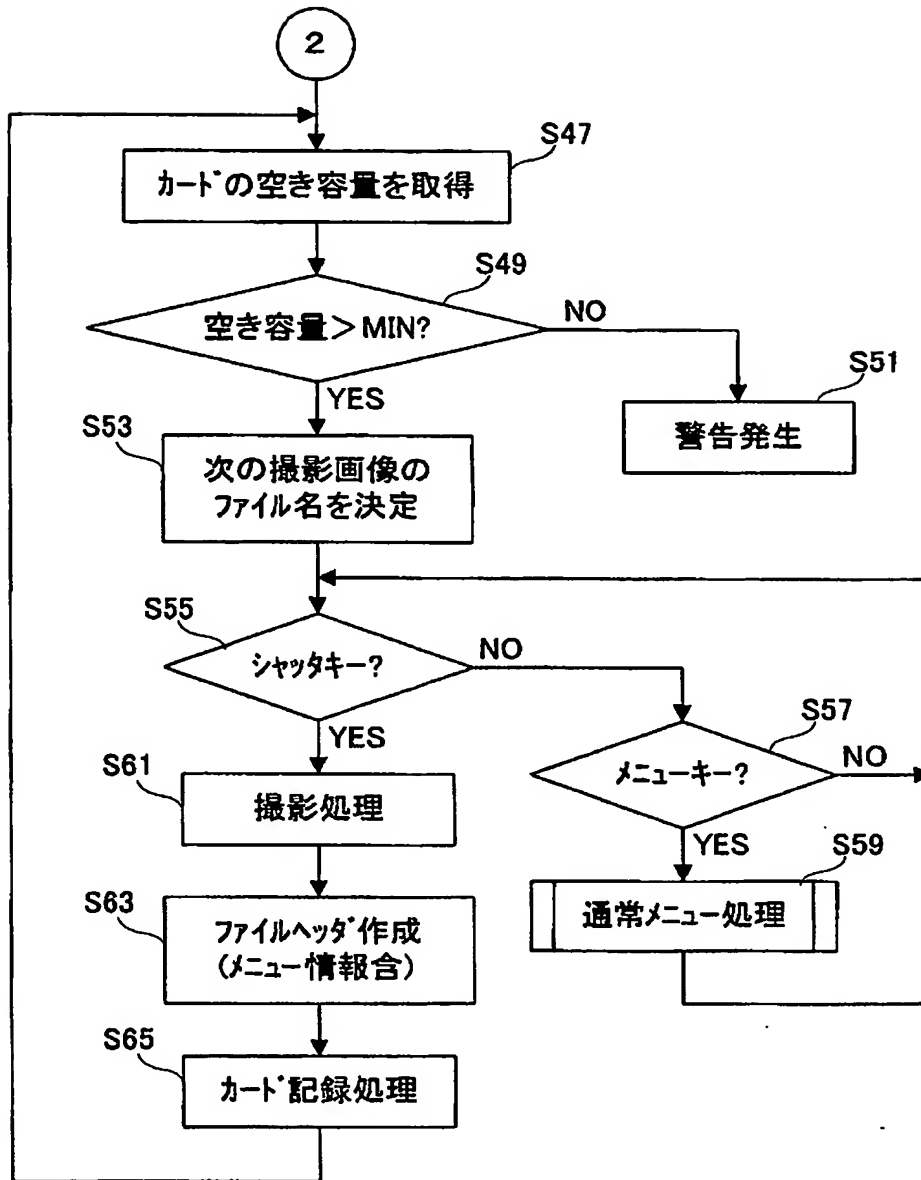 2
S47
カードの空き容量を取得
S49
空き容量＞MIN?
NO
YES
S51
警告発生
S53
次の撮影画像の
ファイル名を決定
S55
シャッタキー?
NO
YES
S57
メニューキー?
NO
YES
S59
通常メニュー処理
S61
撮影処理
S63
ファイルヘッダ作成
(メニュー情報含)
S65
カード記録処理